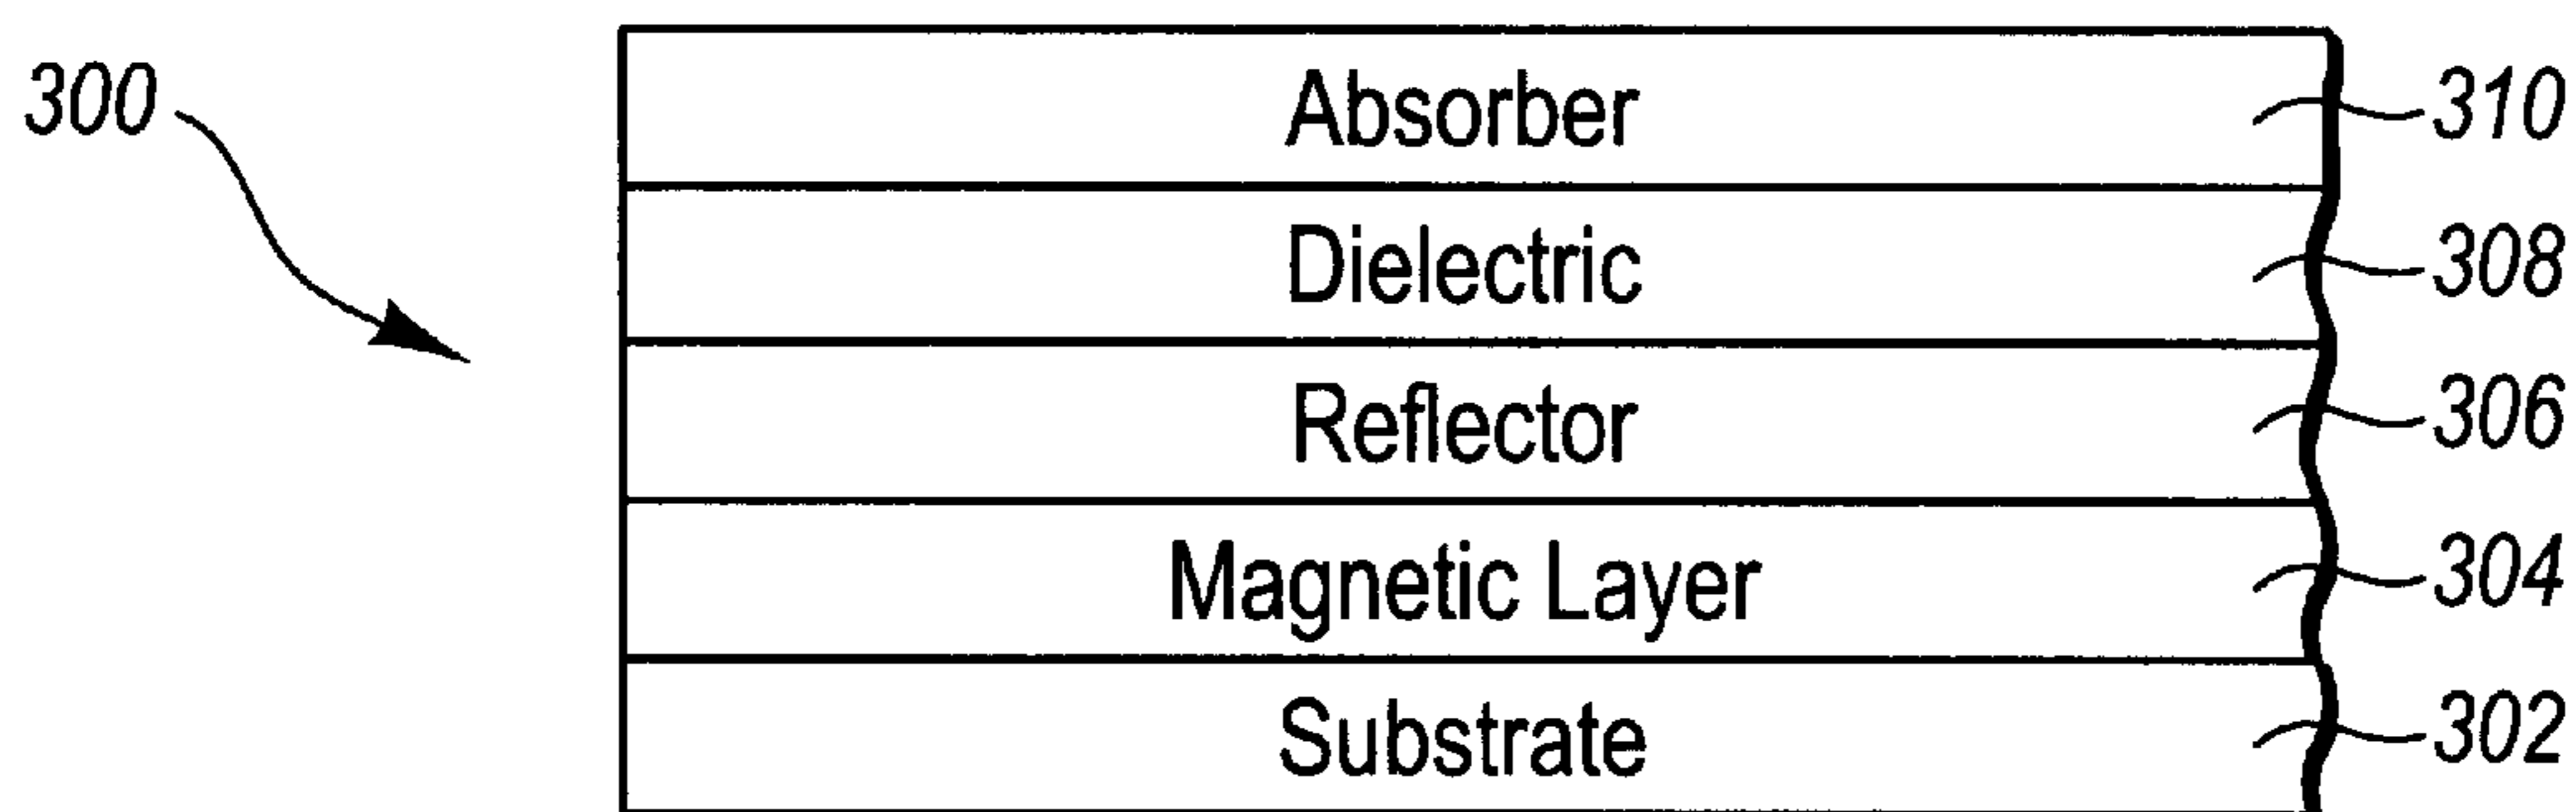 300
Absorber 310
Dielectric 308
Reflector 306
Magnetic Layer 304
Substrate 302